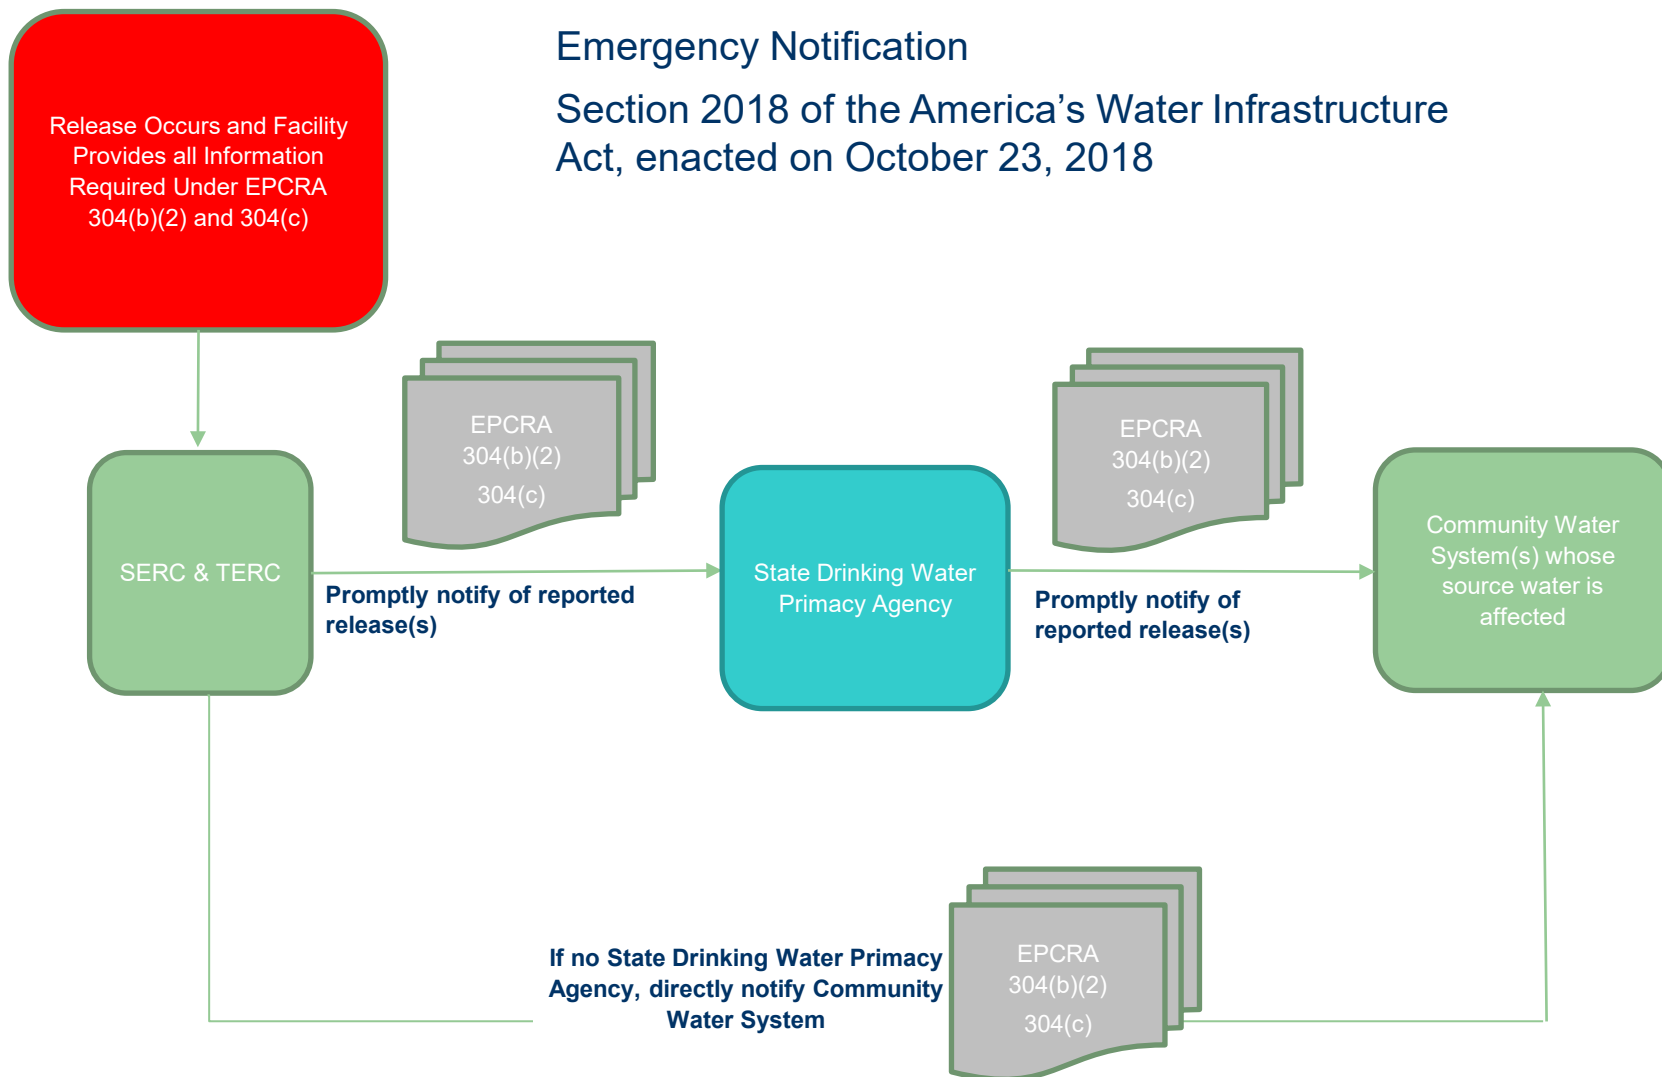 Emergency Notification
Section 2018 of the America's Water Infrastructure
Act, enacted on October 23, 2018
Release Occurs and Facility
Provides all Information
Required Under EPCRA
304(b)(2) and 304(c)
EPCRA
304(b)(2)
304(c)
EPCRA
304(b)(2)
304(c)
SERC & TERC
Promptly notify of reported
release(s)
State Drinking Water
Primacy Agency
Promptly notify of
reported release(s)
Community Water
System(s) whose
source water is
affected
If no State Drinking Water Primacy
Agency, directly notify Community
Water System
EPCRA
304(b)(2)
304(c)